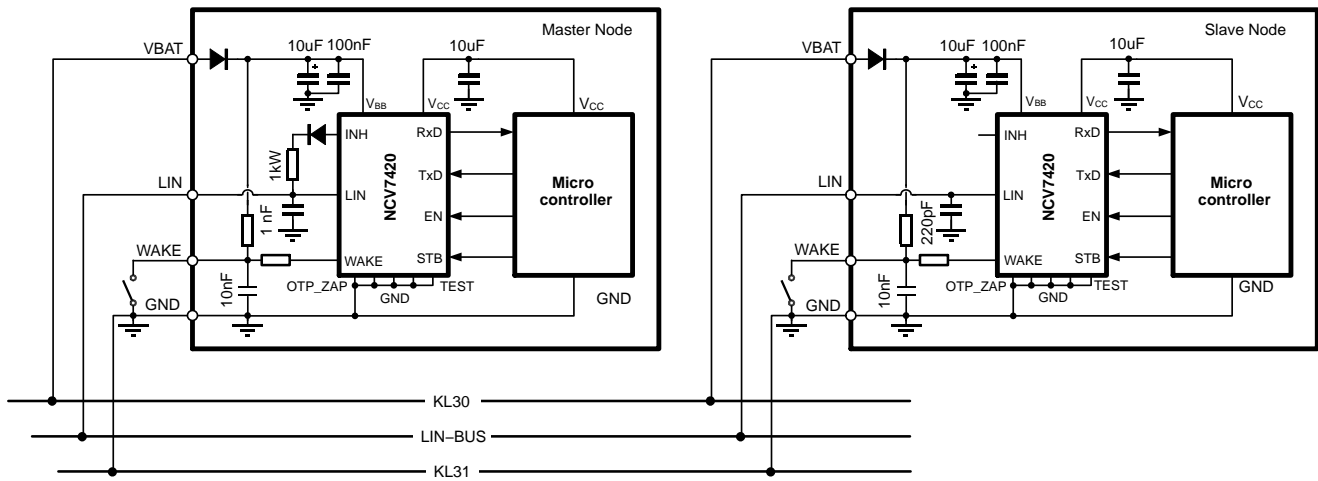 Master Node
VBAT
10uF 100nF
10uF
VBB
VCC
VCC
INH
RxD
1kW
NCV7420
TxD
LIN
LIN
Micro
controller
1 nF
EN
WAKE
WAKE
STB
10nF
OTP_ZAP
GND
TEST
GND
GND
Slave Node
VBAT
10uF 100nF
10uF
VBB
VCC
VCC
INH
RxD
NCV7420
TxD
LIN
LIN
Micro
controller
220pF
EN
WAKE
WAKE
STB
10nF
OTP_ZAP
GND
TEST
GND
GND
KL30
LIN–BUS
KL31